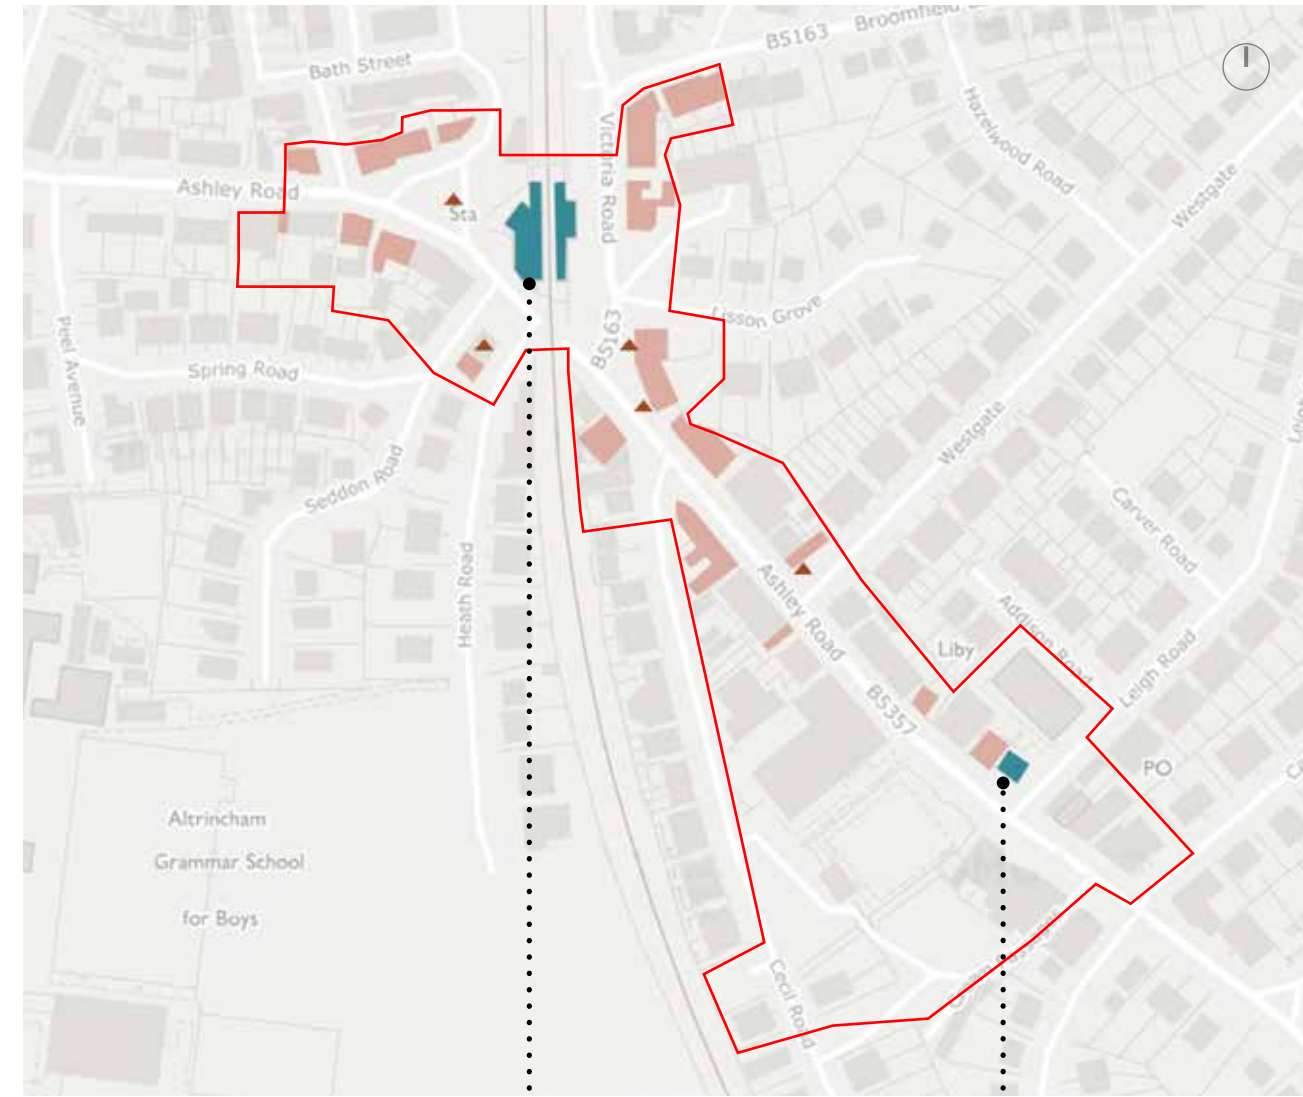 B5163
Broomfield
Bath Street
Hazelwood Road
Victoria Road
Westgate
Ashley Road
Sta
Lisson Grove
B5163
Peel Avenue
Spring Road
Westgate
Seddon Road
Carver Road
Heath Road
Ashley Road
Addison Road
Liby
Leigh Road
B5357
PO
Altrincham
Grammar School
for Boys
Cecil Road